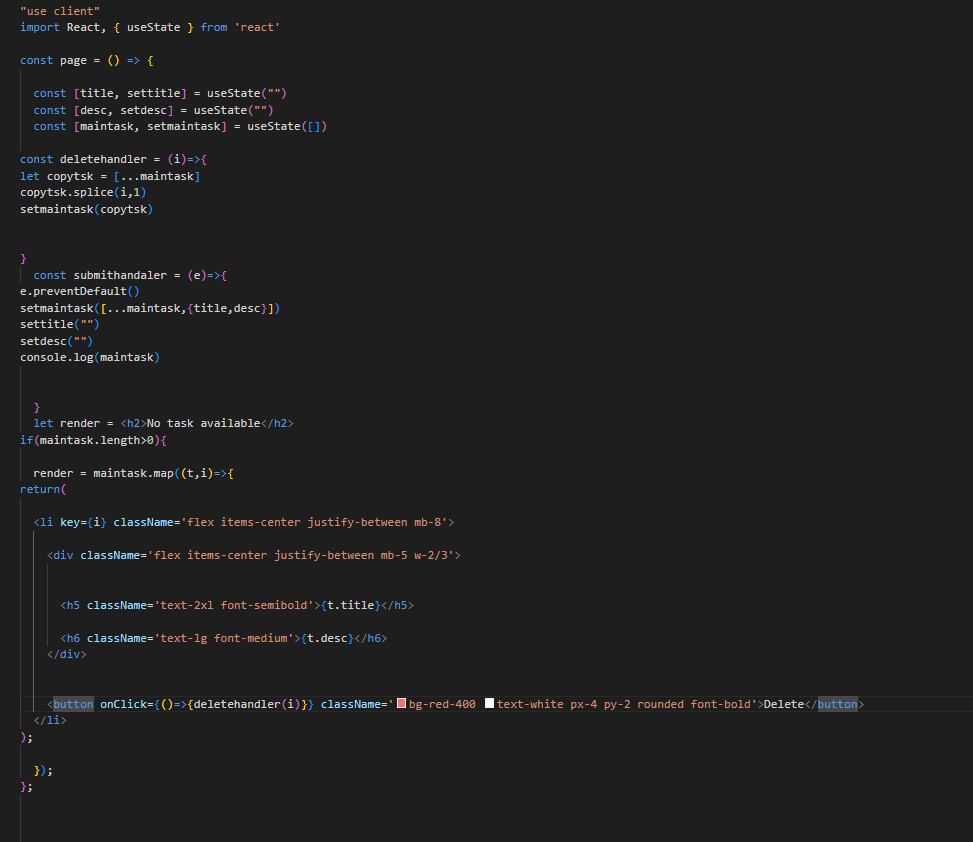 "use client"
import React, { useState } from 'react'
const page = () => {
const [title, settitle] = useState("")
const [desc, setdesc] = useState("")
const [maintask, setmaintask] = useState([])
const deletehandler = (i)=>{
let copytsk = [...maintask]
copytsk.splice(i,1)
setmaintask(copytsk)
}
const submithandaler = (e)=>{
e.preventDefault()
setmaintask([...maintask,{title,desc}])
settitle("")
setdesc("")
console.log(maintask)
}
let render = <h2>No task available</h2>
if(maintask.length>0){
render = maintask.map((t,i)=>{
return(
<li key={i} className='flex items-center justify-between mb-8'>
<div className='flex items-center justify-between mb-5 w-2/3'>
<h5 className='text-2xl font-semibold'>{t.title}</h5>
<h6 className='text-lg font-medium'>{t.desc}</h6>
</div>
<button onClick={()=>{deletehandler(i)}} className='bg-red-400 text-white px-4 py-2 rounded font-bold'>Delete</button>
</li>
);
});
};